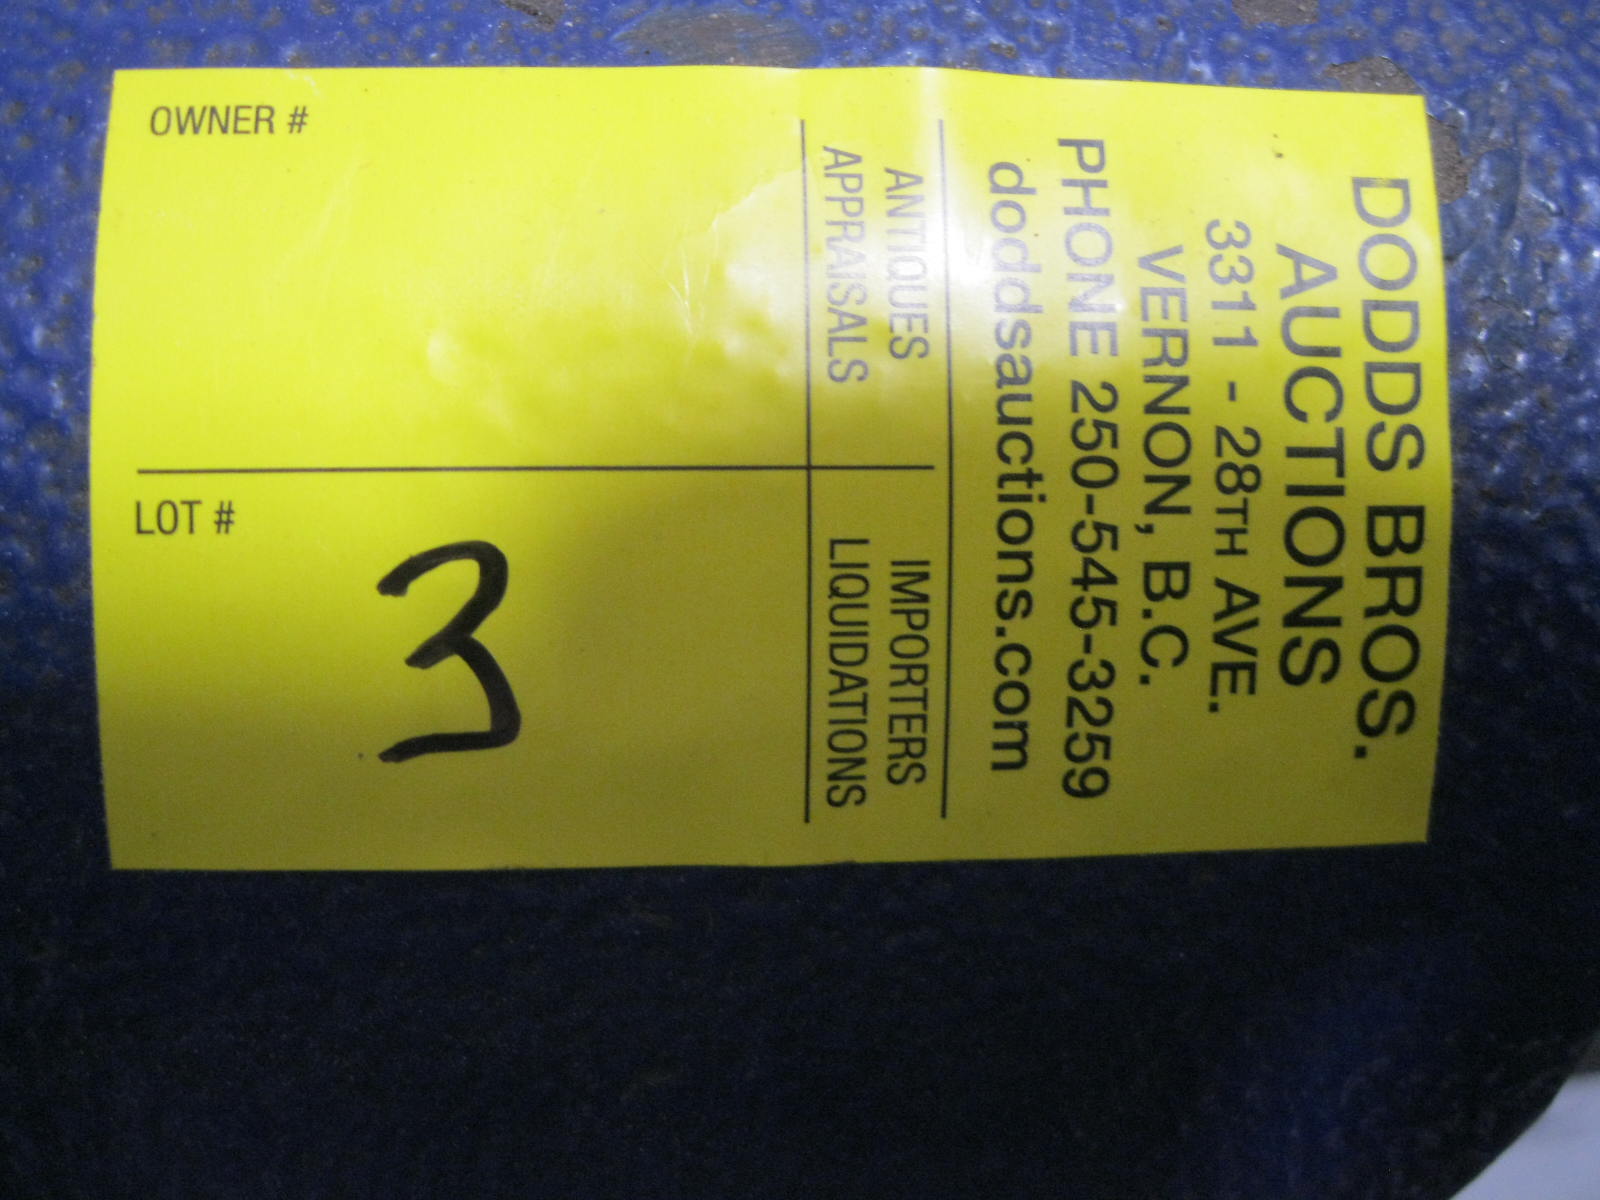 DODDS BROS.
AUCTIONS
3311 - 28TH AVE.
VERNON, B.C.
PHONE 250-545-3259
doddsauctions.com
ANTIQUES IMPORTERS
APPRAISALS LIQUIDATIONS
OWNER #
LOT #
3